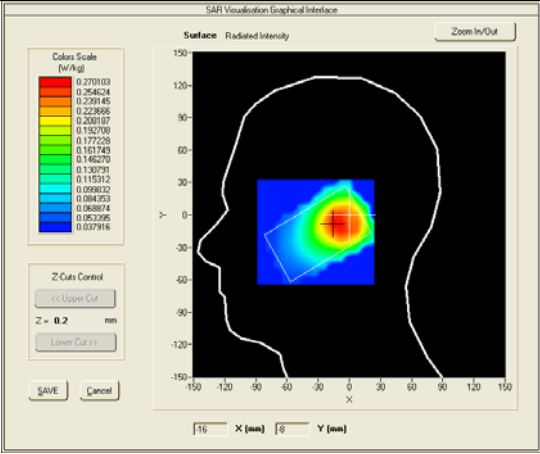 SAR Visualisation Graphical Interface
Surface Radiated Intensity
Zoom In/Out
Colors Scale
(W/kg)
0.270103
0.254624
0.239145
0.223666
0.208187
0.192708
0.177228
0.161749
0.146270
0.130791
0.115312
0.099832
0.084353
0.068874
0.053395
0.037916
150-
120-
90-
60-
30-
0-
-30-
-60-
-90-
-120-
-150-
Y
-150 -120 -90 -60 -30 0 30 60 90 120 150
X
Z-Cuts Control
<< Upper Cut
Z = 0.2 mm
Lower Cut >>
SAVE Cancel
-16 X (mm) -8 Y (mm)